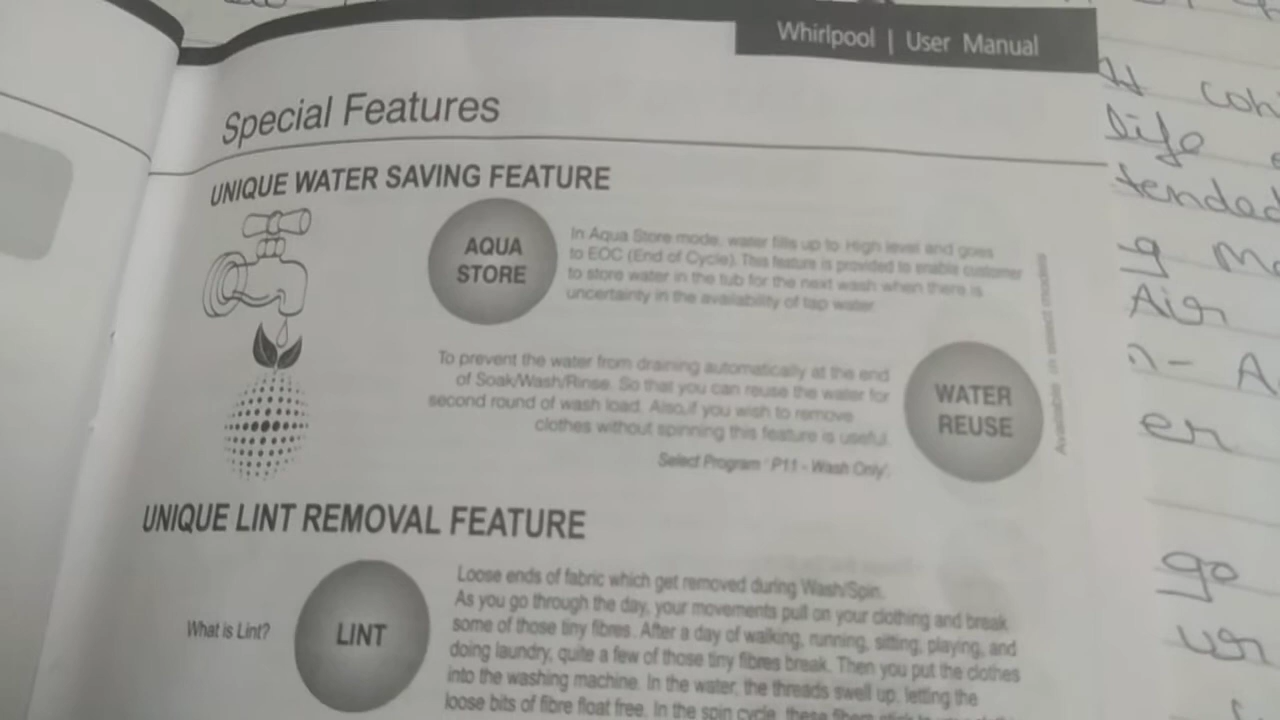 Whirlpool | User Manual
Special Features
UNIQUE WATER SAVING FEATURE
AQUA
STORE
In Aqua Store mode, water fills up to High level and goes
to EOC (End of Cycle). This feature is provided to enable customer
to store water in the tub for the next wash when there is
uncertainty in the availability of tap water.
To prevent the water from draining automatically at the end
of Soak/Wash/Rinse. So that you can reuse the water for
second round of wash load. Also,if you wish to remove
clothes without spinning this feature is useful.
Select Program ' P11 - Wash Only'.
WATER
REUSE
Available in select models
UNIQUE LINT REMOVAL FEATURE
What is Lint?
LINT
Loose ends of fabric which get removed during Wash/Spin.
As you go through the day, your movements pull on your clothing and break
some of those tiny fibres. After a day of walking, running, sitting, playing, and
doing laundry, quite a few of those tiny fibres break. Then you put the clothes
into the washing machine. In the water, the threads swell up, letting the
loose bits of fibre float free. In the spin cycle, these
life
tended
go